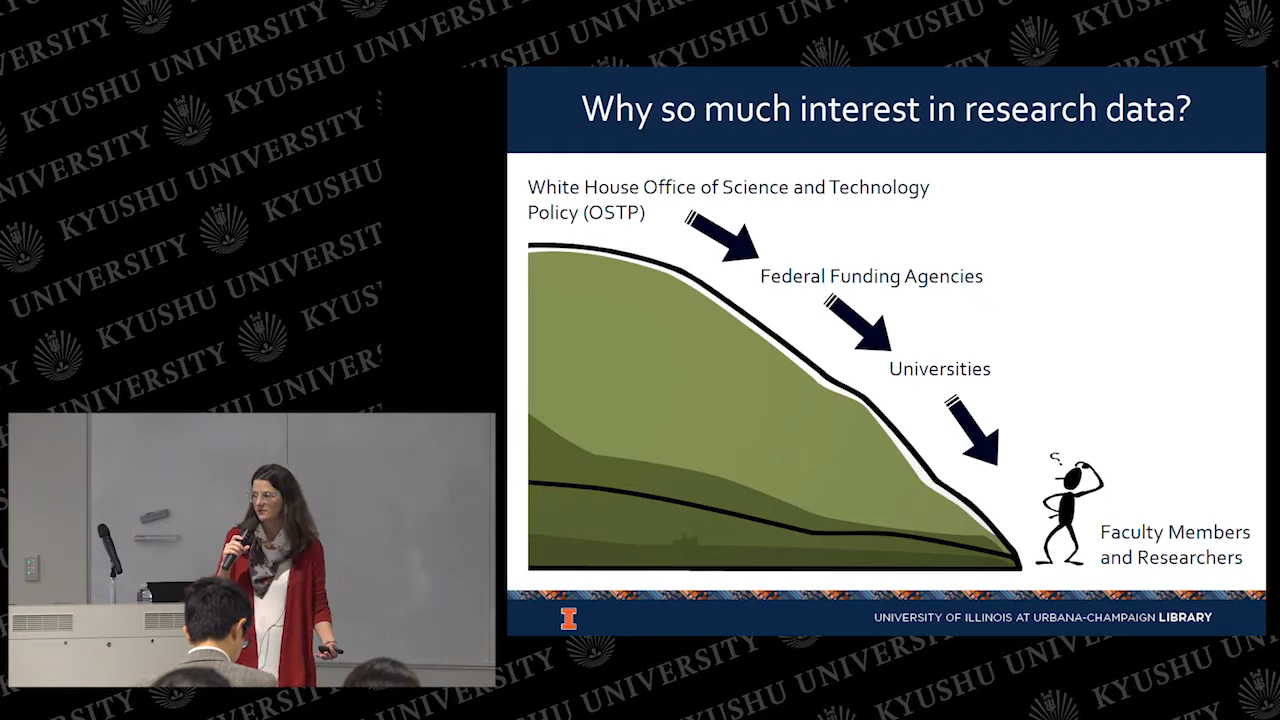 Why so much interest in research data?
White House Office of Science and Technology
Policy (OSTP)
Federal Funding Agencies
Universities
?
Faculty Members
and Researchers
I
UNIVERSITY OF ILLINOIS AT URBANA-CHAMPAIGN LIBRARY
KYUSHU UNIVERSITY